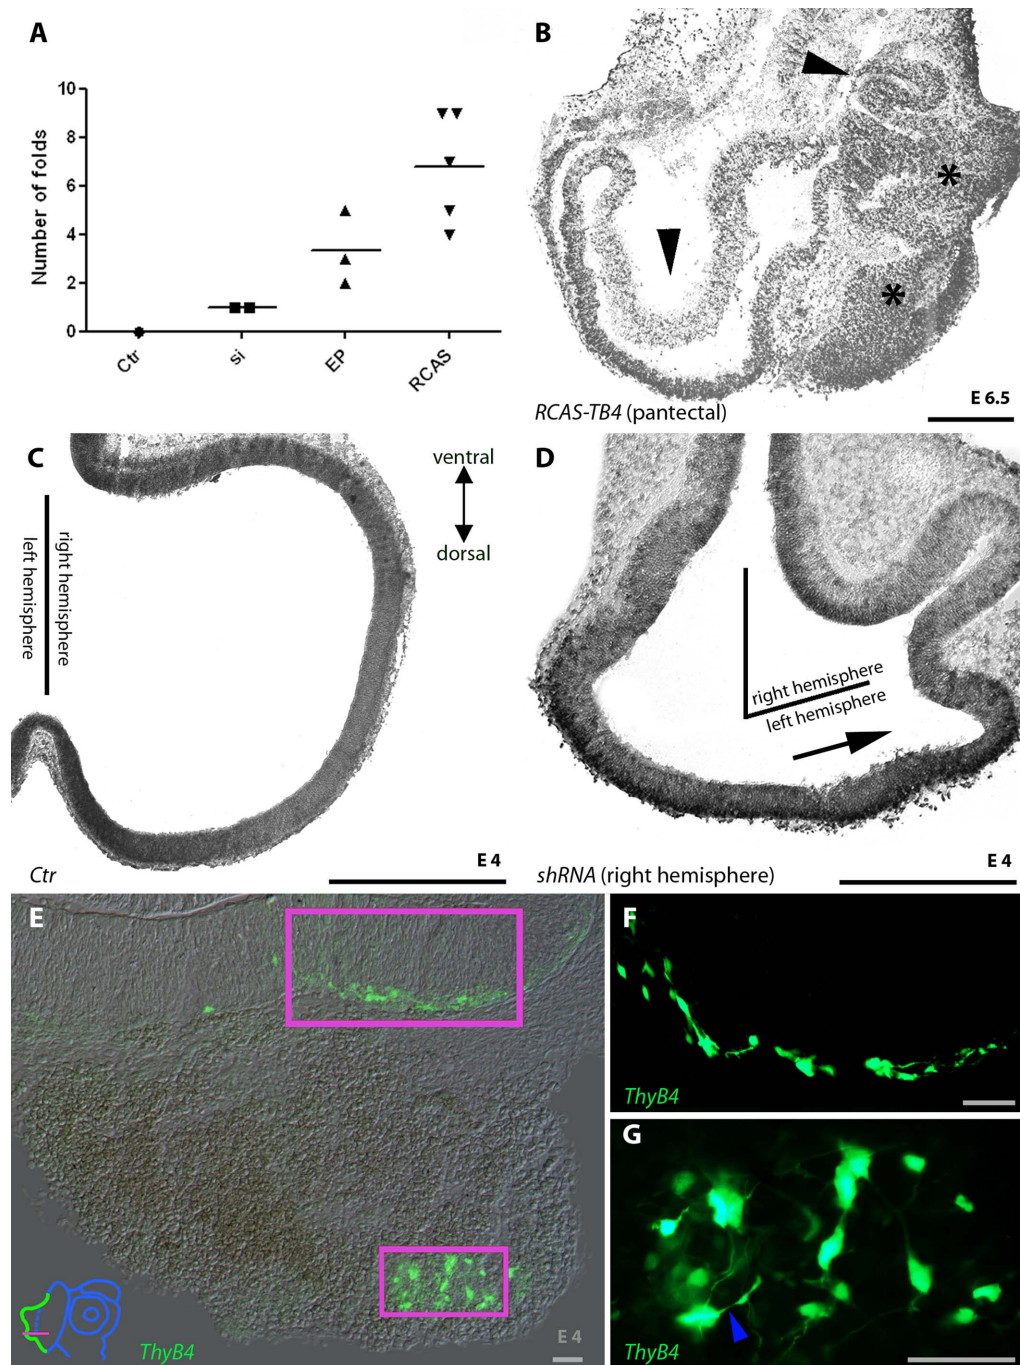 A
Number of folds
10
8
6
4
2
0
Ctr
si
EP
RCAS
B
*
*
E 6.5
RCAS-TB4 (pantectal)
C
ventral
dorsal
right hemisphere
left hemisphere
E 4
Ctr
D
right hemisphere
left hemisphere
E 4
shRNA (right hemisphere)
E
E 4
ThyB4
F
ThyB4
G